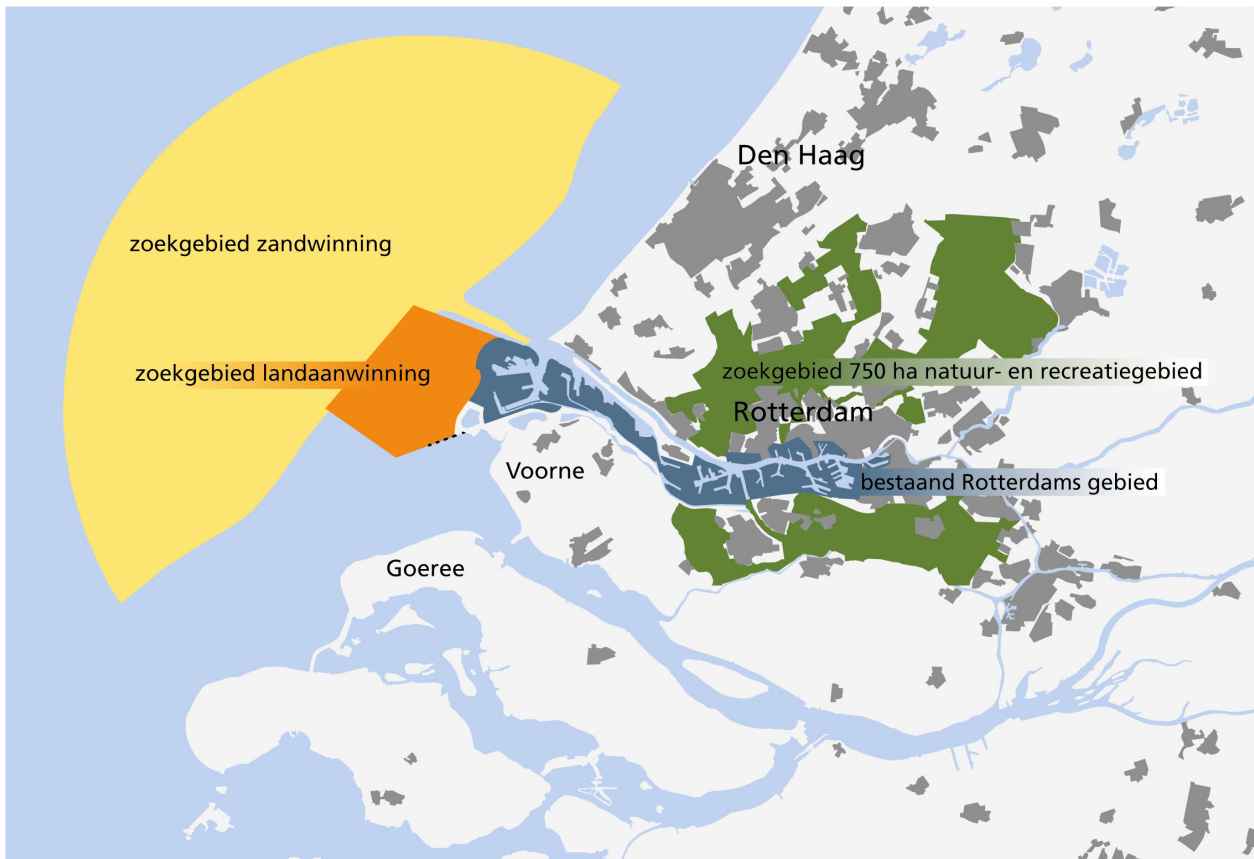 Den Haag
zoekgebied zandwinning
zoekgebied landaanwinning
zoekgebied 750 ha natuur- en recreatiegebied
Rotterdam
Voorne
bestaand Rotterdams gebied
Goeree